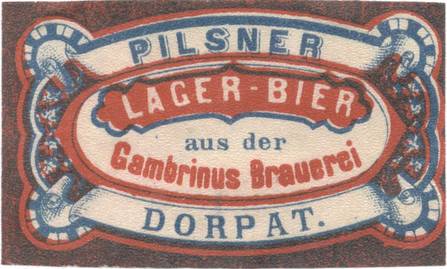 PILSNER
LAGER-BIER
aus der
Gambrinus Brauerei
DORPAT.